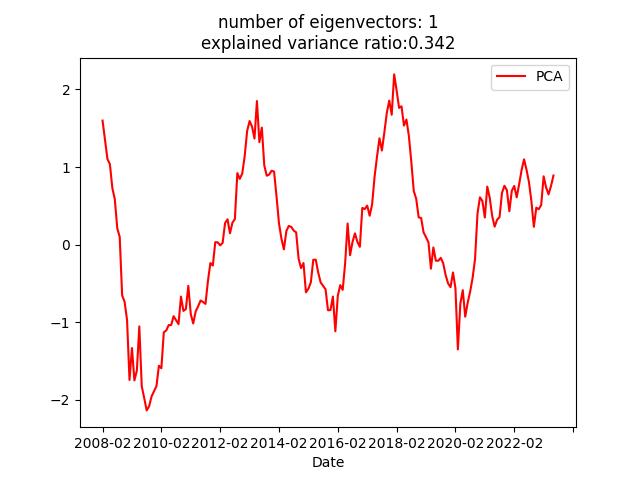 number of eigenvectors: 1
explained variance ratio:0.342
PCA
2
1
0
−1
−2
2008-02 2010-02 2012-02 2014-02 2016-02 2018-02 2020-02 2022-02
Date